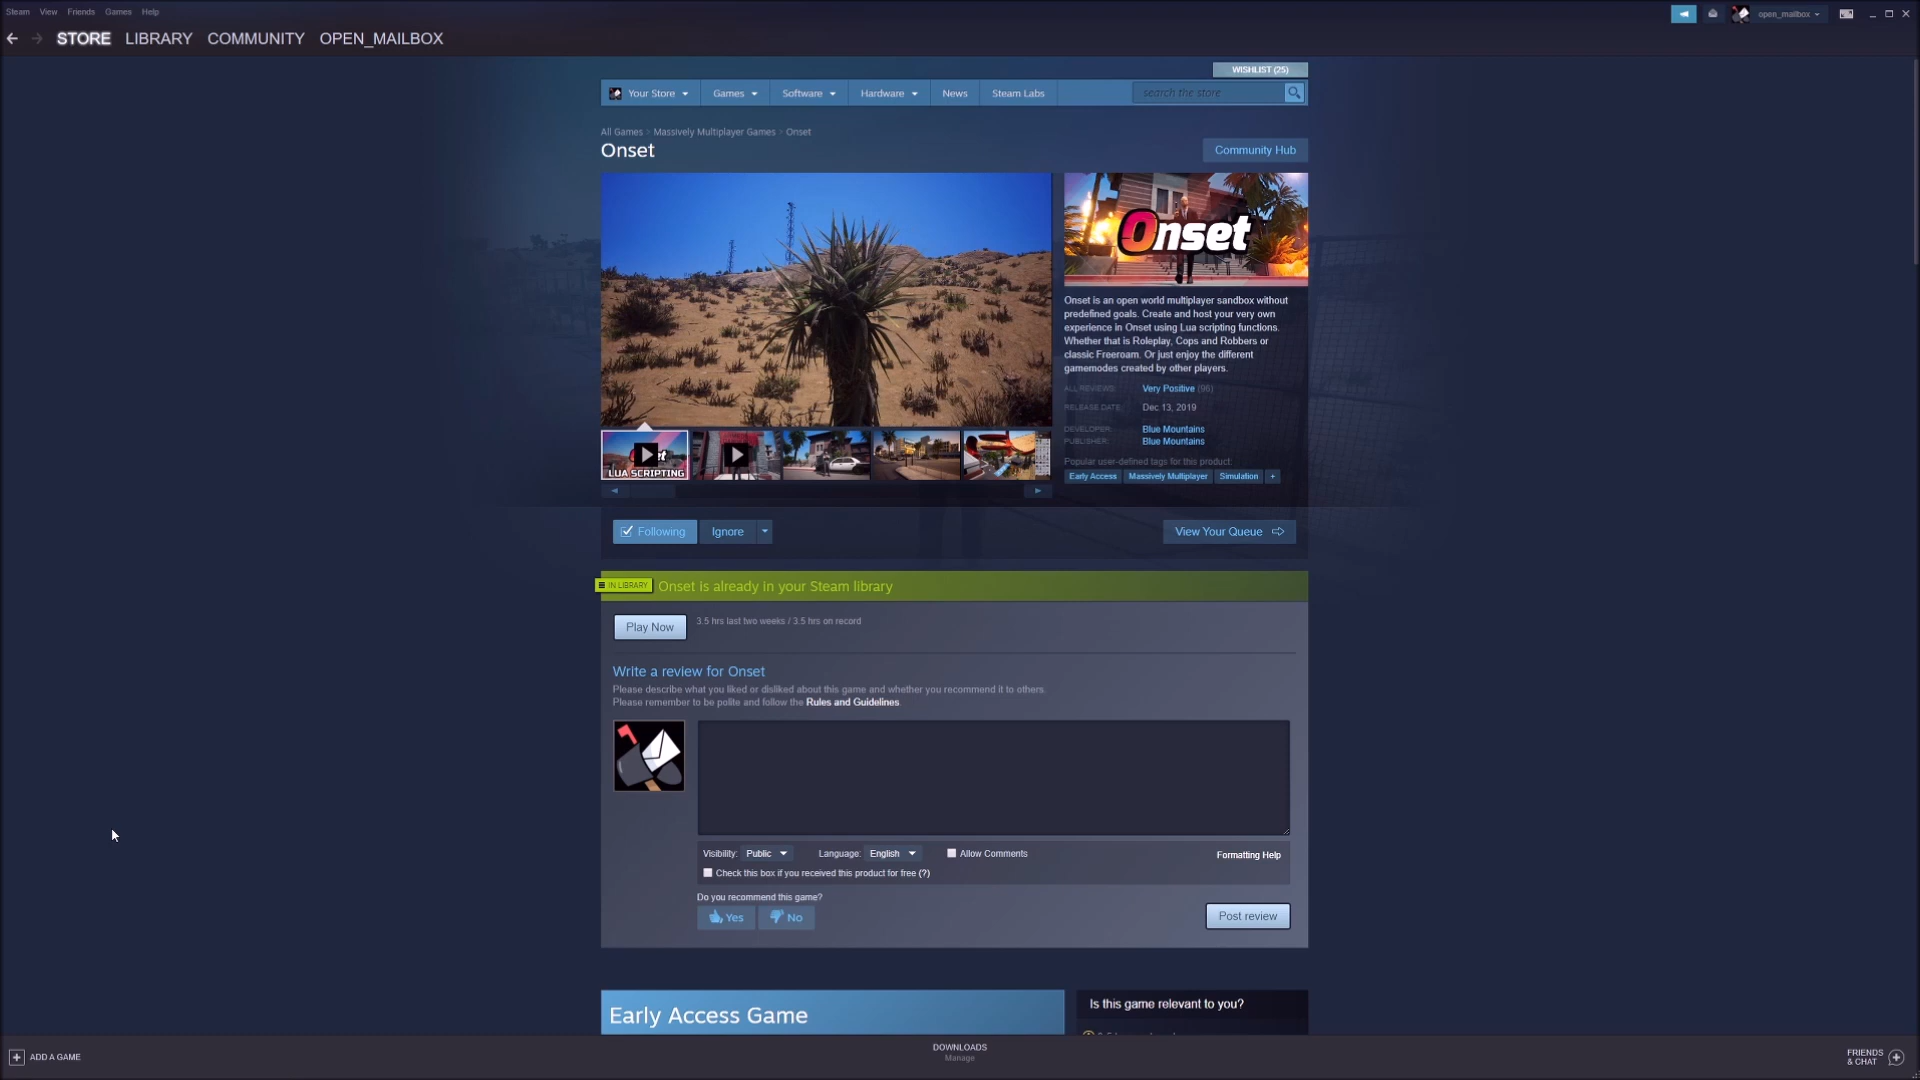 Steam View Friends Games Help
open_mailbox
STORE LIBRARY COMMUNITY OPEN_MAILBOX
WISHLIST (25)
Your Store Games Software Hardware News Steam Labs search the store
All Games > Massively Multiplayer Games > Onset
Onset
Community Hub
Onset
Onset is an open world multiplayer sandbox without
predefined goals. Create and host your very own
experience in Onset using Lua scripting functions.
Whether that is Roleplay, Cops and Robbers or
classic Freeroam. Or just enjoy the different
gamemodes created by other players.
ALL REVIEWS: Very Positive (96)
RELEASE DATE: Dec 13, 2019
DEVELOPER: Blue Mountains
PUBLISHER: Blue Mountains
Popular user-defined tags for this product:
Early Access Massively Multiplayer Simulation +
LUA SCRIPTING
Following Ignore View Your Queue
IN LIBRARY Onset is already in your Steam library
Play Now 3.5 hrs last two weeks / 3.5 hrs on record
Write a review for Onset
Please describe what you liked or disliked about this game and whether you recommend it to others.
Please remember to be polite and follow the Rules and Guidelines.
Visibility: Public Language: English Allow Comments Formatting Help
Check this box if you received this product for free (?)
Do you recommend this game?
Yes No Post review
Early Access Game
Is this game relevant to you?
ADD A GAME
DOWNLOADS
Manage
FRIENDS
& CHAT